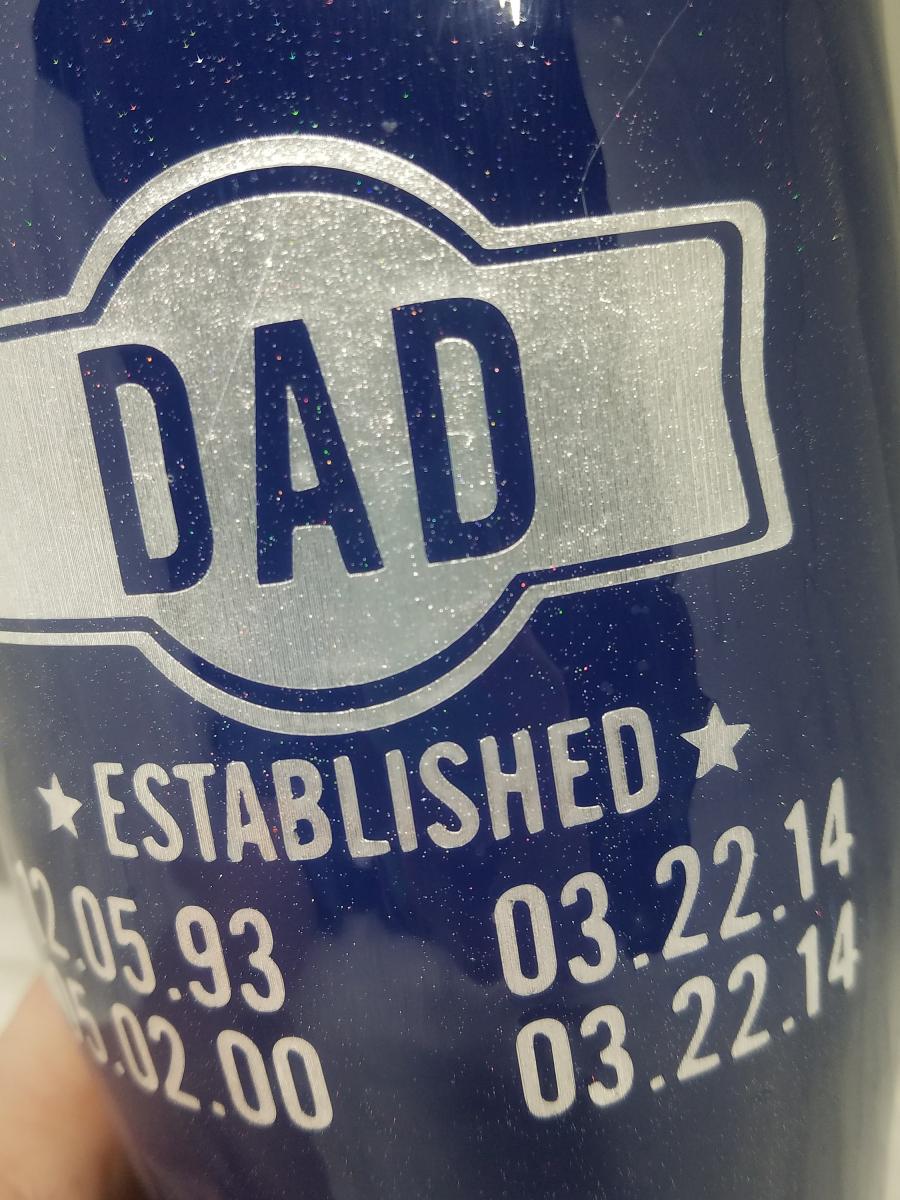 DAD
ESTABLISHED
2.05.93 03.22.14
5.02.00 03.22.14